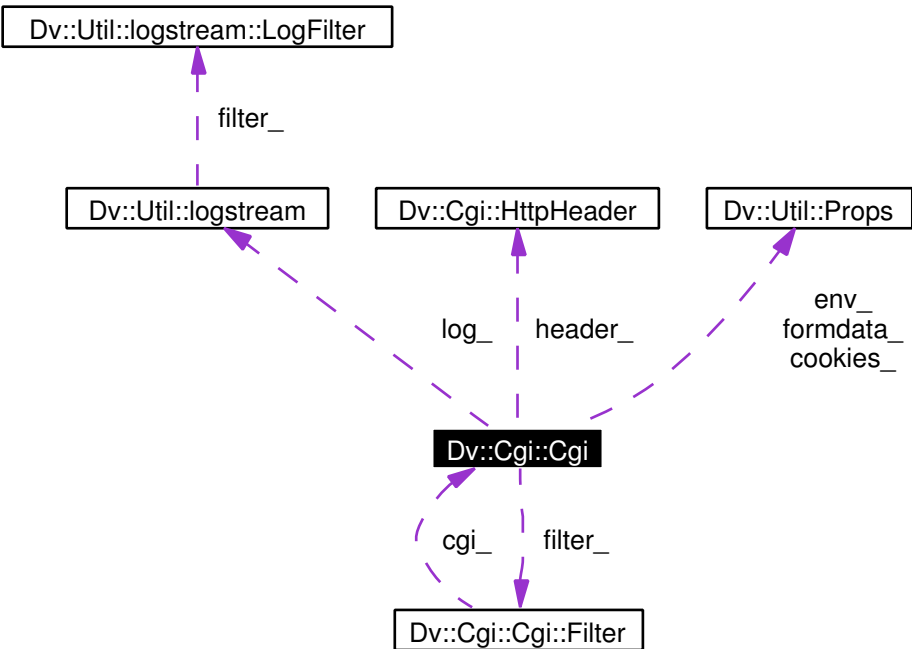 Dv::Util::logstream::LogFilter
filter_
Dv::Util::logstream
Dv::Cgi::HttpHeader
Dv::Util::Props
env_
formdata_
cookies_
log_
header_
Dv::Cgi::Cgi
cgi_
filter_
Dv::Cgi::Cgi::Filter